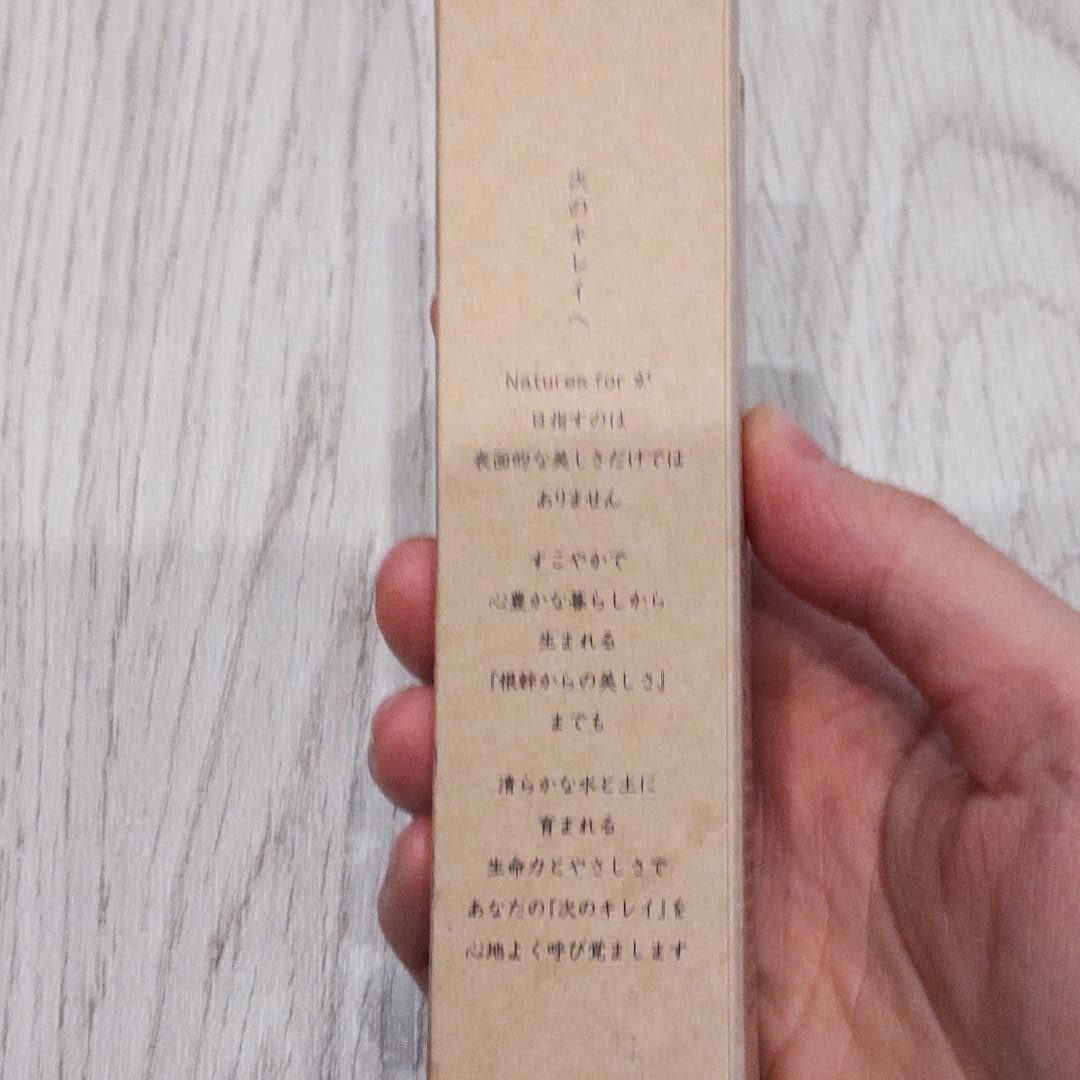 次のキレイへ
Natures for が
目指すのは
表面的な美しさだけでは
ありません
すこやかで
心豊かな暮らしから
生まれる
『根幹からの美しさ』
までも
清らかな水と土に
育まれる
生命力とやさしさで
あなたの『次のキレイ』を
心地よく呼び覚まします